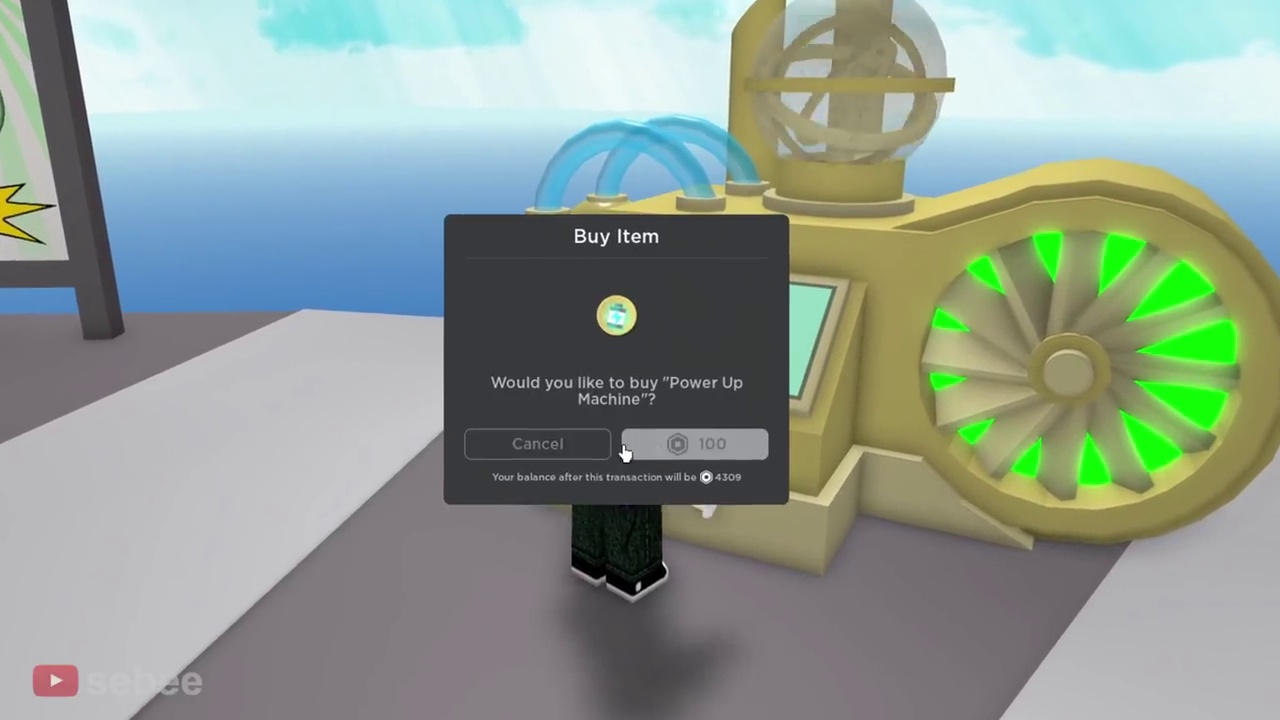 Buy Item
Would you like to buy "Power Up
Machine"?
Cancel
100
Your balance after this transaction will be 4309
sebee